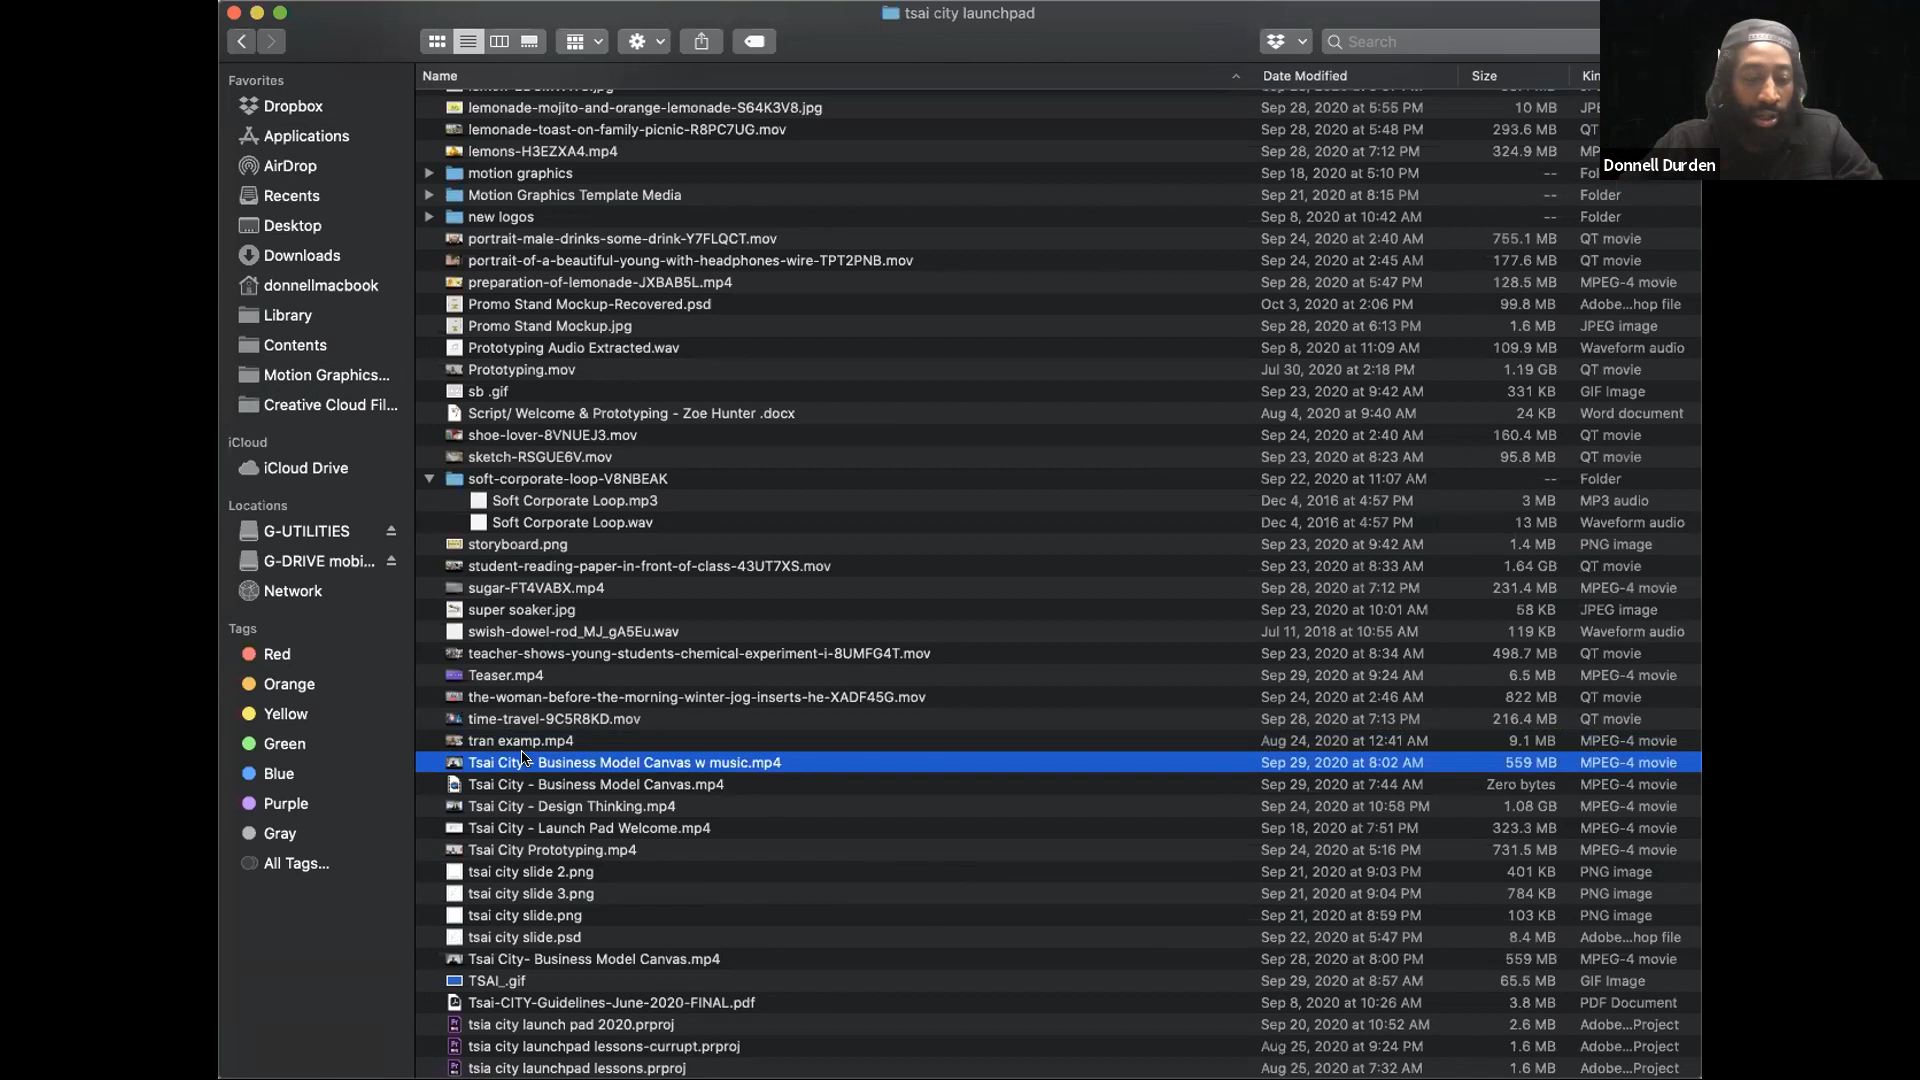 tsai city launchpad
Search
Favorites
Dropbox
Applications
AirDrop
Recents
Desktop
Downloads
donnellmacbook
Library
Contents
Motion Graphics...
Creative Cloud Fil...
iCloud
iCloud Drive
Locations
G-UTILITIES
G-DRIVE mobi...
Network
Tags
Red
Orange
Yellow
Green
Blue
Purple
Gray
All Tags...
Name Date Modified Size Kin
lemonade-mojito-and-orange-lemonade-S64K3V8.jpg Sep 28, 2020 at 5:55 PM 10 MB JPE
lemonade-toast-on-family-picnic-R8PC7UG.mov Sep 28, 2020 at 5:48 PM 293.6 MB QT
lemons-H3EZXA4.mp4 Sep 28, 2020 at 7:12 PM 324.9 MB MP
motion graphics Sep 18, 2020 at 5:10 PM -- Fol
Motion Graphics Template Media Sep 21, 2020 at 8:15 PM -- Folder
new logos Sep 8, 2020 at 10:42 AM -- Folder
portrait-male-drinks-some-drink-Y7FLQCT.mov Sep 24, 2020 at 2:40 AM 755.1 MB QT movie
portrait-of-a-beautiful-young-with-headphones-wire-TPT2PNB.mov Sep 24, 2020 at 2:45 AM 177.6 MB QT movie
preparation-of-lemonade-JXBAB5L.mp4 Sep 28, 2020 at 5:47 PM 128.5 MB MPEG-4 movie
Promo Stand Mockup-Recovered.psd Oct 3, 2020 at 2:06 PM 99.8 MB Adobe...hop file
Promo Stand Mockup.jpg Sep 28, 2020 at 6:13 PM 1.6 MB JPEG image
Prototyping Audio Extracted.wav Sep 8, 2020 at 11:09 AM 109.9 MB Waveform audio
Prototyping.mov Jul 30, 2020 at 2:18 PM 1.19 GB QT movie
sb .gif Sep 23, 2020 at 9:42 AM 331 KB GIF Image
Script/ Welcome & Prototyping - Zoe Hunter .docx Aug 4, 2020 at 9:40 AM 24 KB Word document
shoe-lover-8VNUEJ3.mov Sep 24, 2020 at 2:40 AM 160.4 MB QT movie
sketch-RSGUE6V.mov Sep 23, 2020 at 8:23 AM 95.8 MB QT movie
soft-corporate-loop-V8NBEAK Sep 22, 2020 at 11:07 AM -- Folder
Soft Corporate Loop.mp3 Dec 4, 2016 at 4:57 PM 3 MB MP3 audio
Soft Corporate Loop.wav Dec 4, 2016 at 4:57 PM 13 MB Waveform audio
storyboard.png Sep 23, 2020 at 9:42 AM 1.4 MB PNG image
student-reading-paper-in-front-of-class-43UT7XS.mov Sep 23, 2020 at 8:33 AM 1.64 GB QT movie
sugar-FT4VABX.mp4 Sep 28, 2020 at 7:12 PM 231.4 MB MPEG-4 movie
super soaker.jpg Sep 23, 2020 at 10:01 AM 58 KB JPEG image
swish-dowel-rod_MJ_gA5Eu.wav Jul 11, 2018 at 10:55 AM 119 KB Waveform audio
teacher-shows-young-students-chemical-experiment-i-8UMFG4T.mov Sep 23, 2020 at 8:34 AM 498.7 MB QT movie
Teaser.mp4 Sep 29, 2020 at 9:24 AM 6.5 MB MPEG-4 movie
the-woman-before-the-morning-winter-jog-inserts-he-XADF45G.mov Sep 24, 2020 at 2:46 AM 822 MB QT movie
time-travel-9C5R8KD.mov Sep 28, 2020 at 7:13 PM 216.4 MB QT movie
tran examp.mp4 Aug 24, 2020 at 12:41 AM 9.1 MB MPEG-4 movie
Tsai City - Business Model Canvas w music.mp4 Sep 29, 2020 at 8:02 AM 559 MB MPEG-4 movie
Tsai City - Business Model Canvas.mp4 Sep 29, 2020 at 7:44 AM Zero bytes MPEG-4 movie
Tsai City - Design Thinking.mp4 Sep 24, 2020 at 10:58 PM 1.08 GB MPEG-4 movie
Tsai City - Launch Pad Welcome.mp4 Sep 18, 2020 at 7:51 PM 323.3 MB MPEG-4 movie
Tsai City Prototyping.mp4 Sep 24, 2020 at 5:16 PM 731.5 MB MPEG-4 movie
tsai city slide 2.png Sep 21, 2020 at 9:03 PM 401 KB PNG image
tsai city slide 3.png Sep 21, 2020 at 9:04 PM 784 KB PNG image
tsai city slide.png Sep 21, 2020 at 8:59 PM 103 KB PNG image
tsai city slide.psd Sep 22, 2020 at 5:47 PM 8.4 MB Adobe...hop file
Tsai City- Business Model Canvas.mp4 Sep 28, 2020 at 8:00 PM 559 MB MPEG-4 movie
TSAI_.gif Sep 29, 2020 at 8:57 AM 65.5 MB GIF Image
Tsai-CITY-Guidelines-June-2020-FINAL.pdf Sep 8, 2020 at 10:26 AM 3.8 MB PDF Document
tsia city launch pad 2020.prproj Sep 20, 2020 at 10:52 AM 2.6 MB Adobe...Project
tsia city launchpad lessons-currupt.prproj Aug 25, 2020 at 9:24 PM 1.6 MB Adobe...Project
tsia city launchpad lessons.prproj Aug 25, 2020 at 7:32 AM 1.6 MB Adobe...Project
Donnell Durden